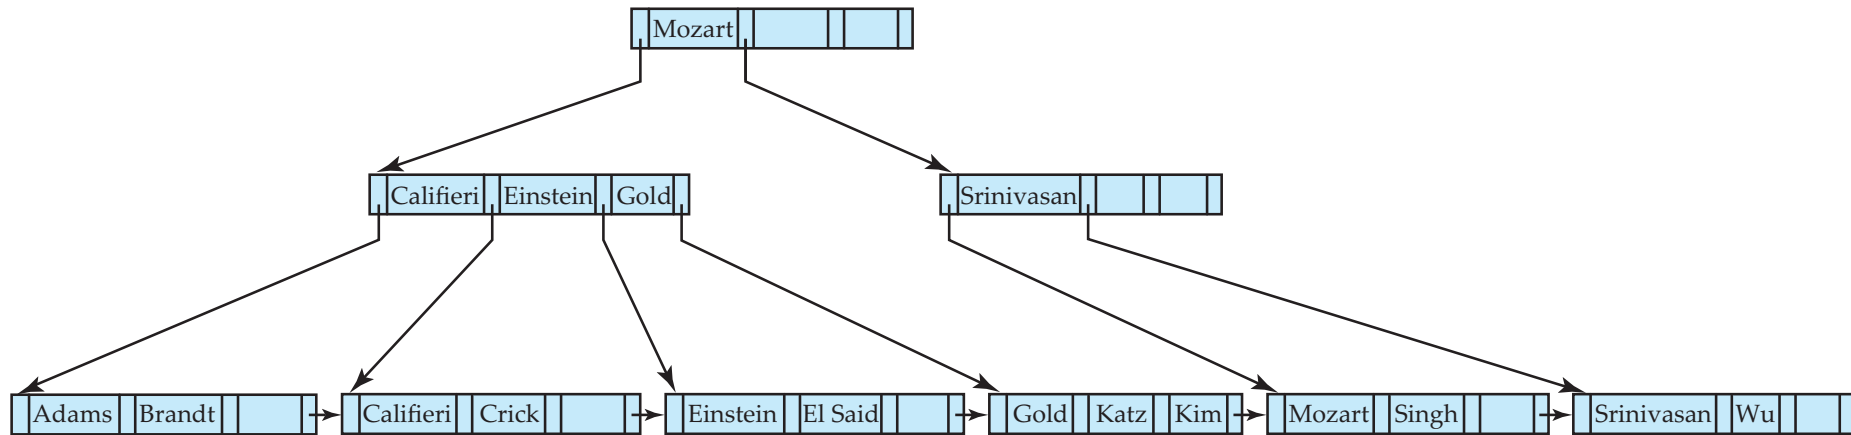 Mozart
Califieri Einstein Gold Srinivasan
Adams Brandt Califieri Crick Einstein El Said Gold Katz Kim Mozart Singh Srinivasan Wu